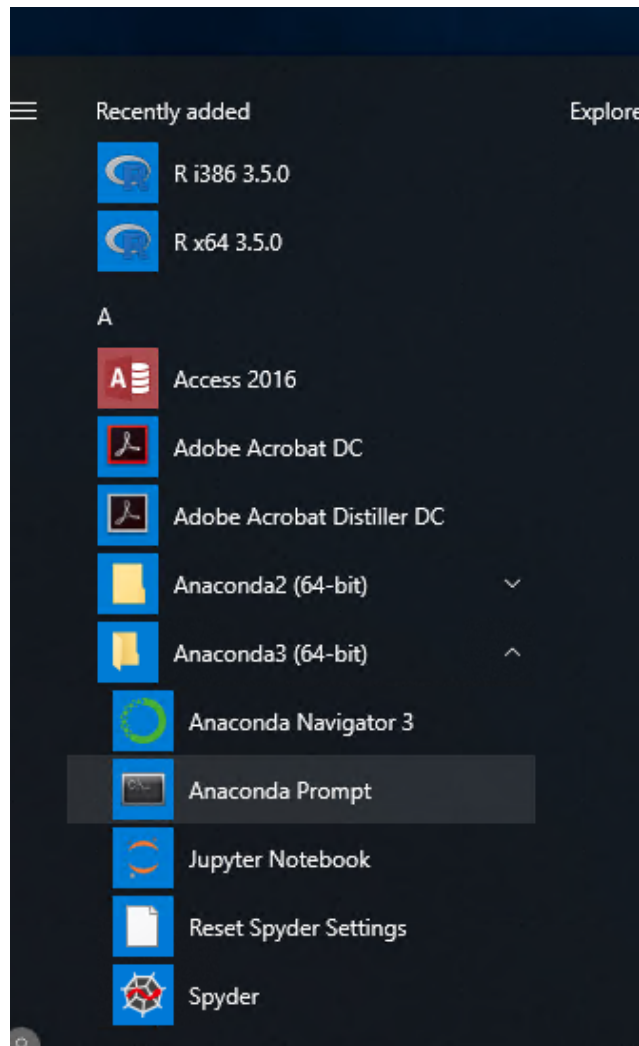 Recently added
Explore
R i386 3.5.0
R x64 3.5.0
A
Access 2016
Adobe Acrobat DC
Adobe Acrobat Distiller DC
Anaconda2 (64-bit)
Anaconda3 (64-bit)
Anaconda Navigator 3
Anaconda Prompt
Jupyter Notebook
Reset Spyder Settings
Spyder